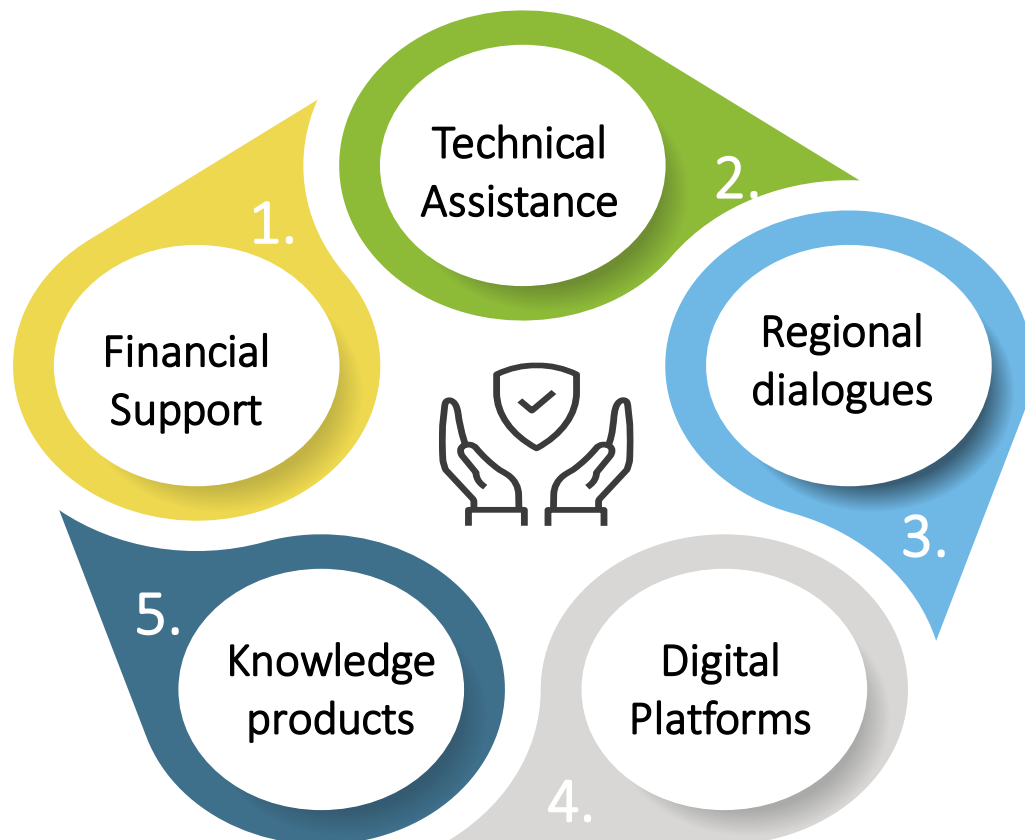 1.
Financial
Support
2.
Technical
Assistance
3.
Regional
dialogues
4.
Digital
Platforms
5.
Knowledge
products